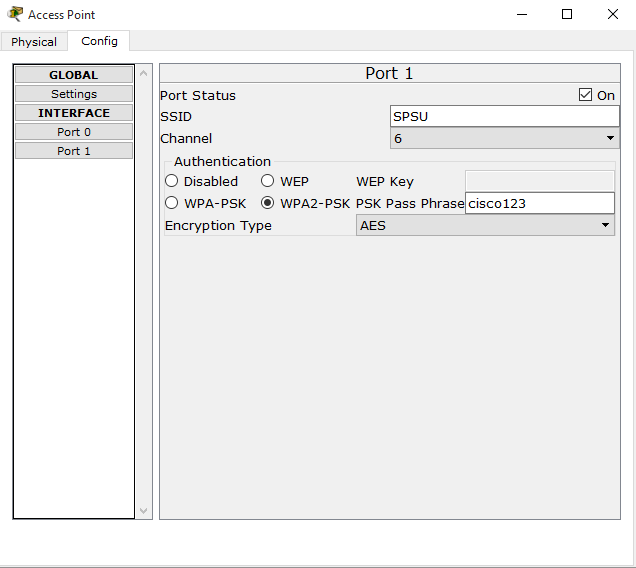 Access Point
Physical Config
GLOBAL
Settings
INTERFACE
Port 0
Port 1
Port 1
Port Status On
SSID SPSU
Channel 6
Authentication
Disabled WEP WEP Key
WPA-PSK WPA2-PSK PSK Pass Phrase cisco123
Encryption Type AES